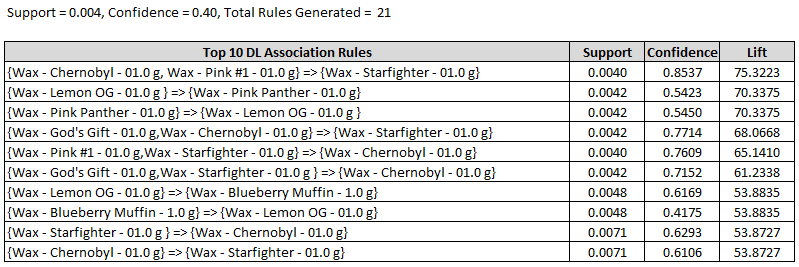 Support = 0.004, Confidence = 0.40, Total Rules Generated = 21
Top 10 DL Association Rules Support Confidence Lift
{Wax - Chernobyl - 01.0 g, Wax - Pink #1 - 01.0 g} => {Wax - Starfighter - 01.0 g} 0.0040 0.8537 75.3223
{Wax - Lemon OG - 01.0 g } => {Wax - Pink Panther - 01.0 g} 0.0042 0.5423 70.3375
{Wax - Pink Panther - 01.0 g} => {Wax - Lemon OG - 01.0 g } 0.0042 0.5450 70.3375
{Wax - God's Gift - 01.0 g,Wax - Chernobyl - 01.0 g} => {Wax - Starfighter - 01.0 g} 0.0042 0.7714 68.0668
{Wax - Pink #1 - 01.0 g,Wax - Starfighter - 01.0 g} => {Wax - Chernobyl - 01.0 g} 0.0040 0.7609 65.1410
{Wax - God's Gift - 01.0 g,Wax - Starfighter - 01.0 g } => {Wax - Chernobyl - 01.0 g} 0.0042 0.7152 61.2338
{Wax - Lemon OG - 01.0 g} => {Wax - Blueberry Muffin - 1.0 g} 0.0048 0.6169 53.8835
{Wax - Blueberry Muffin - 1.0 g} => {Wax - Lemon OG - 01.0 g} 0.0048 0.4175 53.8835
{Wax - Starfighter - 01.0 g } => {Wax - Chernobyl - 01.0 g} 0.0071 0.6293 53.8727
{Wax - Chernobyl - 01.0 g} => {Wax - Starfighter - 01.0 g} 0.0071 0.6106 53.8727